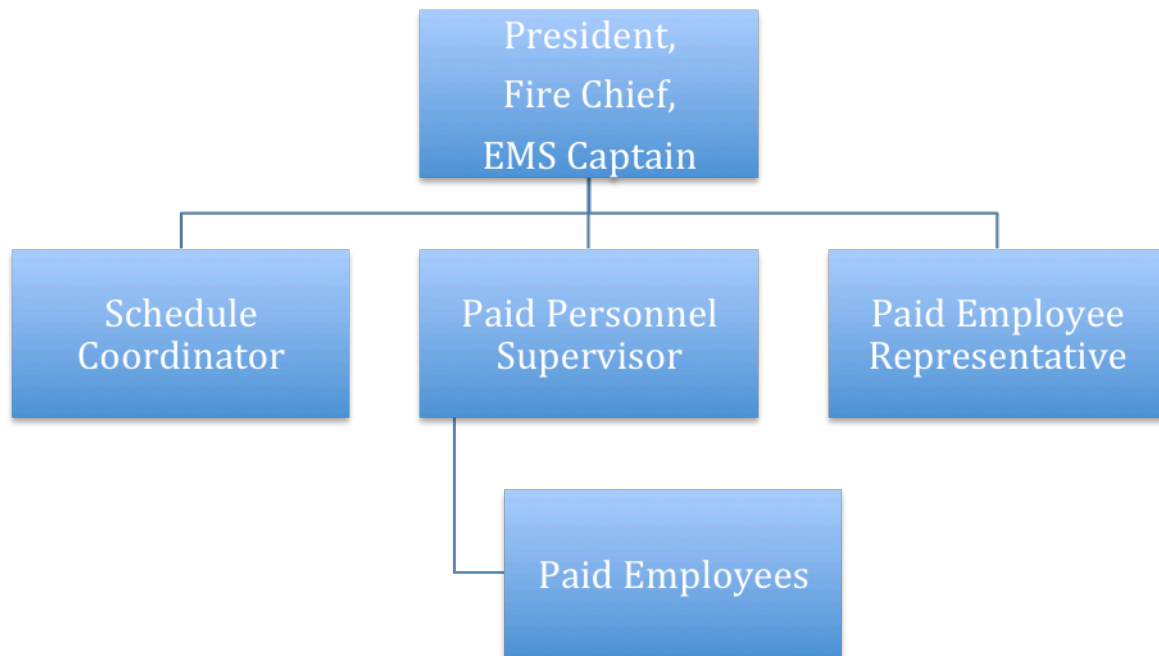 President,
Fire Chief,
EMS Captain
Schedule
Coordinator
Paid Personnel
Supervisor
Paid Employee
Representative
Paid Employees